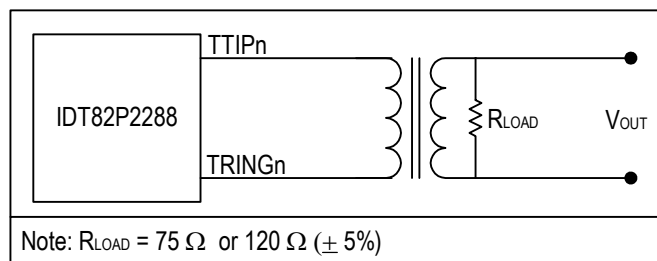 TTIPn
IDT82P2288
RLOAD
VOUT
TRINGn
Note: RLOAD = 75 Ω or 120 Ω (± 5%)